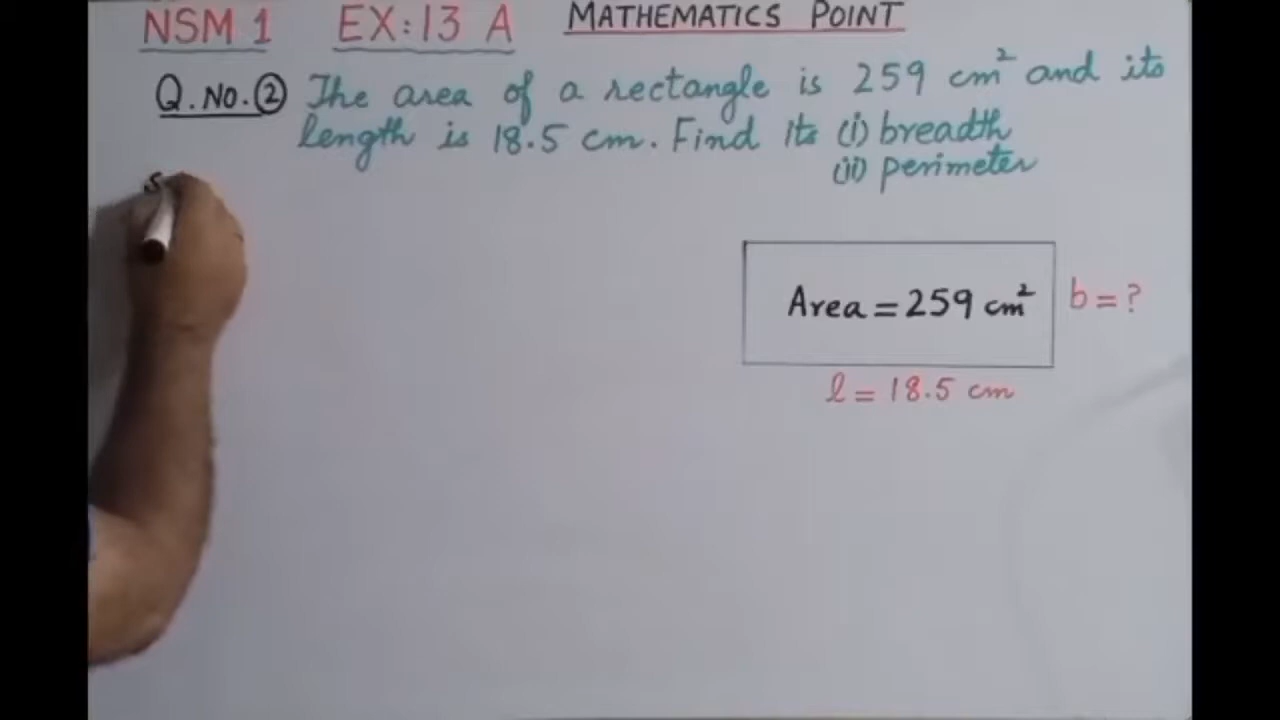 NSM 1 EX:13 A MATHEMATICS POINT
Q.No.② The area of a rectangle is 259 cm² and its
length is 18.5 cm. Find its (i) breadth
(ii) perimeter
Area = 259 cm² b = ?
l = 18.5 cm